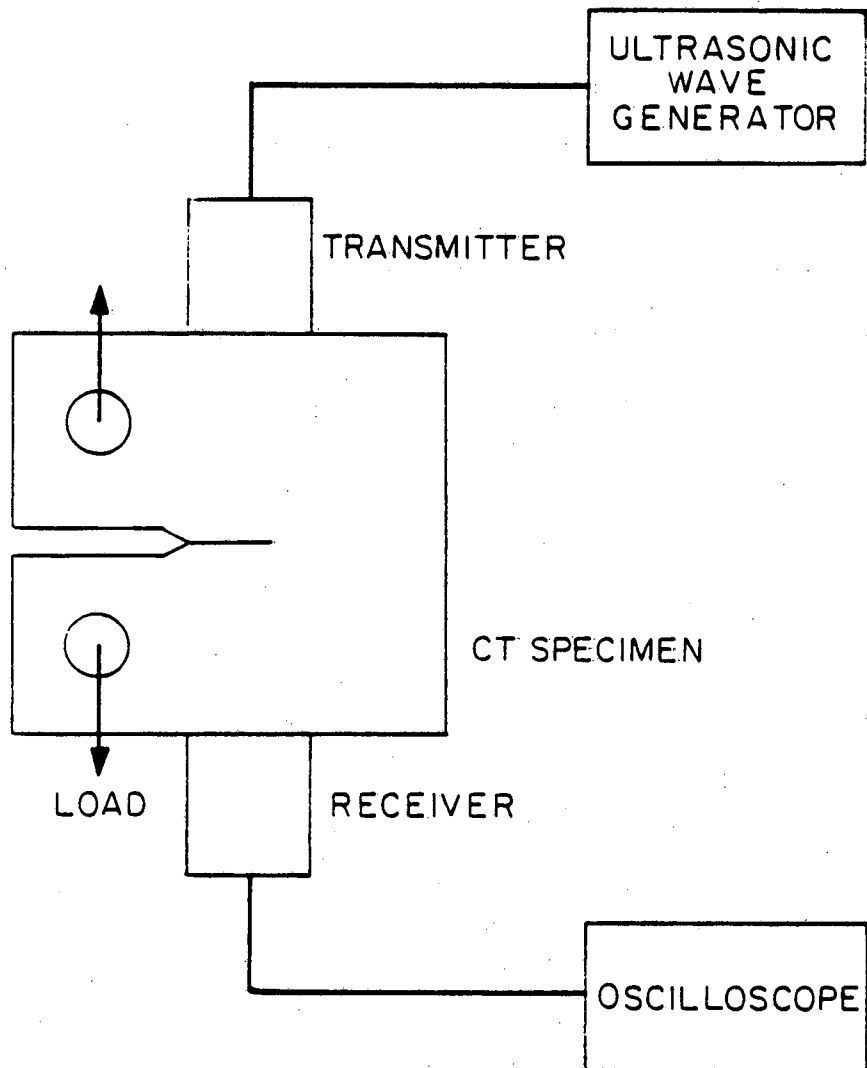 ULTRASONIC
WAVE
GENERATOR
TRANSMITTER
CT SPECIMEN
LOAD
RECEIVER
OSCILLOSCOPE